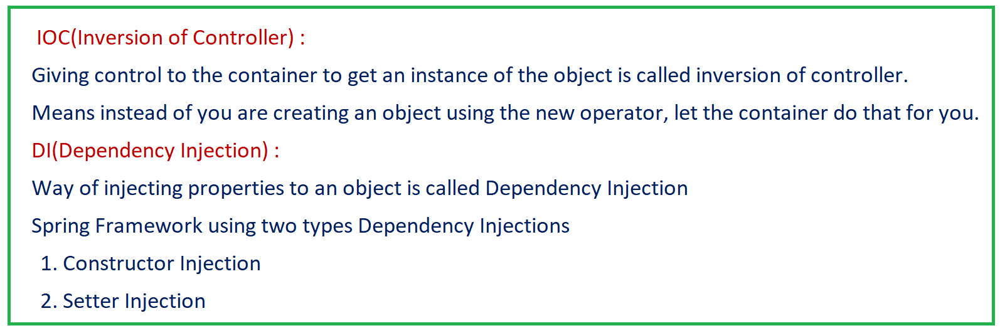 IOC(Inversion of Controller) :
Giving control to the container to get an instance of the object is called inversion of controller.
Means instead of you are creating an object using the new operator, let the container do that for you.
DI(Dependency Injection) :
Way of injecting properties to an object is called Dependency Injection
Spring Framework using two types Dependency Injections
1. Constructor Injection
2. Setter Injection